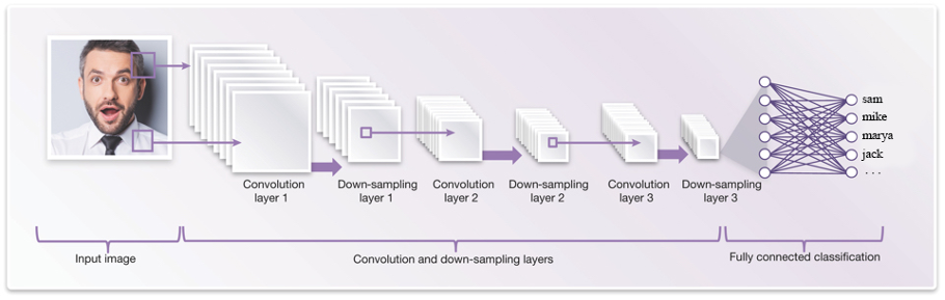 sam
mike
marya
jack
. . .
Convolution
layer 1
Down-sampling
layer 1
Convolution
layer 2
Down-sampling
layer 2
Convolution
layer 3
Down-sampling
layer 3
Input image
Convolution and down-sampling layers
Fully connected classification